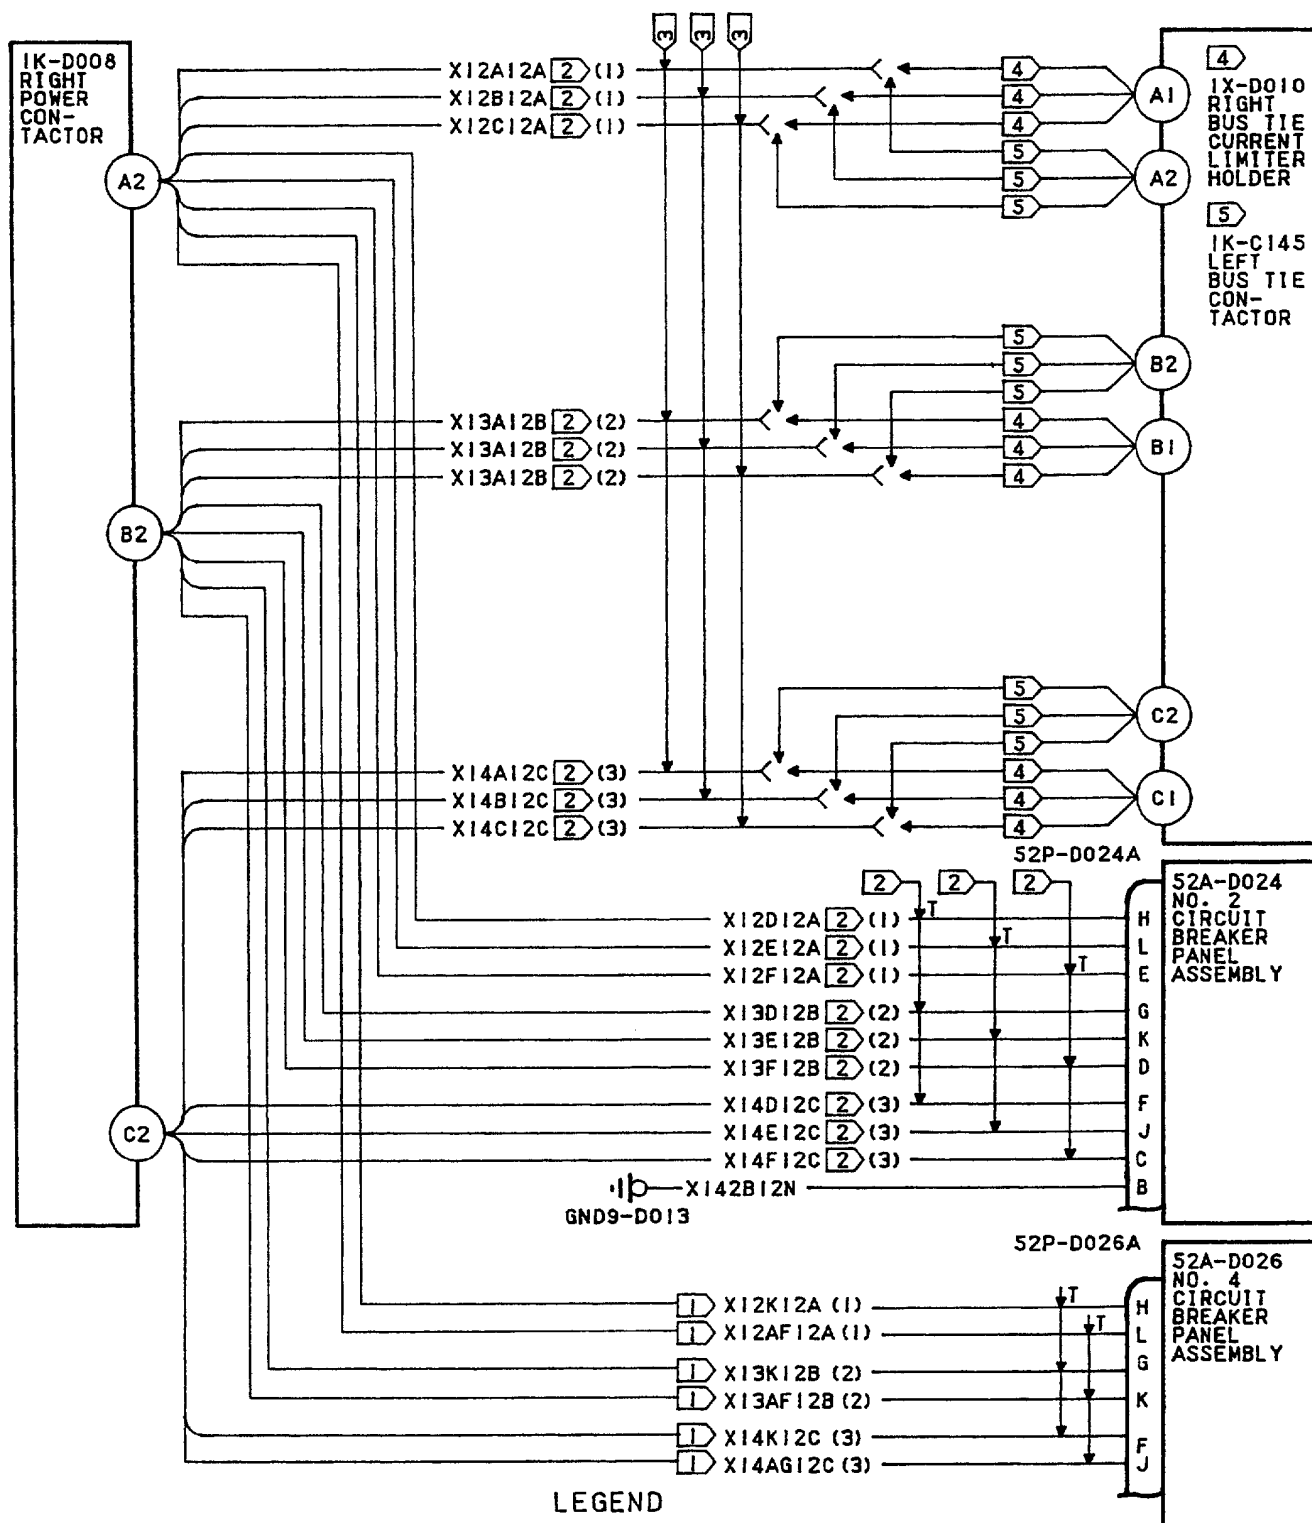 3 3 3
1K-D008
RIGHT
POWER
CON-
TACTOR
X12A12A 2 (1) 4
X12B12A 2 (1) 4
X12C12A 2 (1) 4
5
5
5
A2
A1
A2
4
1X-D010
RIGHT
BUS TIE
CURRENT
LIMITER
HOLDER
5
1K-C145
LEFT
BUS TIE
CON-
TACTOR
5
5
5
B2
X13A12B 2 (2) 4
X13A12B 2 (2) 4
X13A12B 2 (2) 4
B1
B2
5
5
5
C2
X14A12C 2 (3) 4
X14B12C 2 (3) 4
X14C12C 2 (3) 4
C1
52P-D024A
2 2 2
52A-D024
NO. 2
CIRCUIT
BREAKER
PANEL
ASSEMBLY
X12D12A 2 (1) T H
X12E12A 2 (1) T L
X12F12A 2 (1) T E
X13D12B 2 (2) G
X13E12B 2 (2) K
X13F12B 2 (2) D
X14D12C 2 (3) F
C2
X14E12C 2 (3) J
X14F12C 2 (3) C
X142B12N B
GND9-D013
52P-D026A
52A-D026
NO. 4
CIRCUIT
BREAKER
PANEL
ASSEMBLY
1 X12K12A (1) T H
1 X12AF12A (1) T L
1 X13K12B (2) G
1 X13AF12B (2) K
1 X14K12C (3) F
1 X14AG12C (3) J
LEGEND